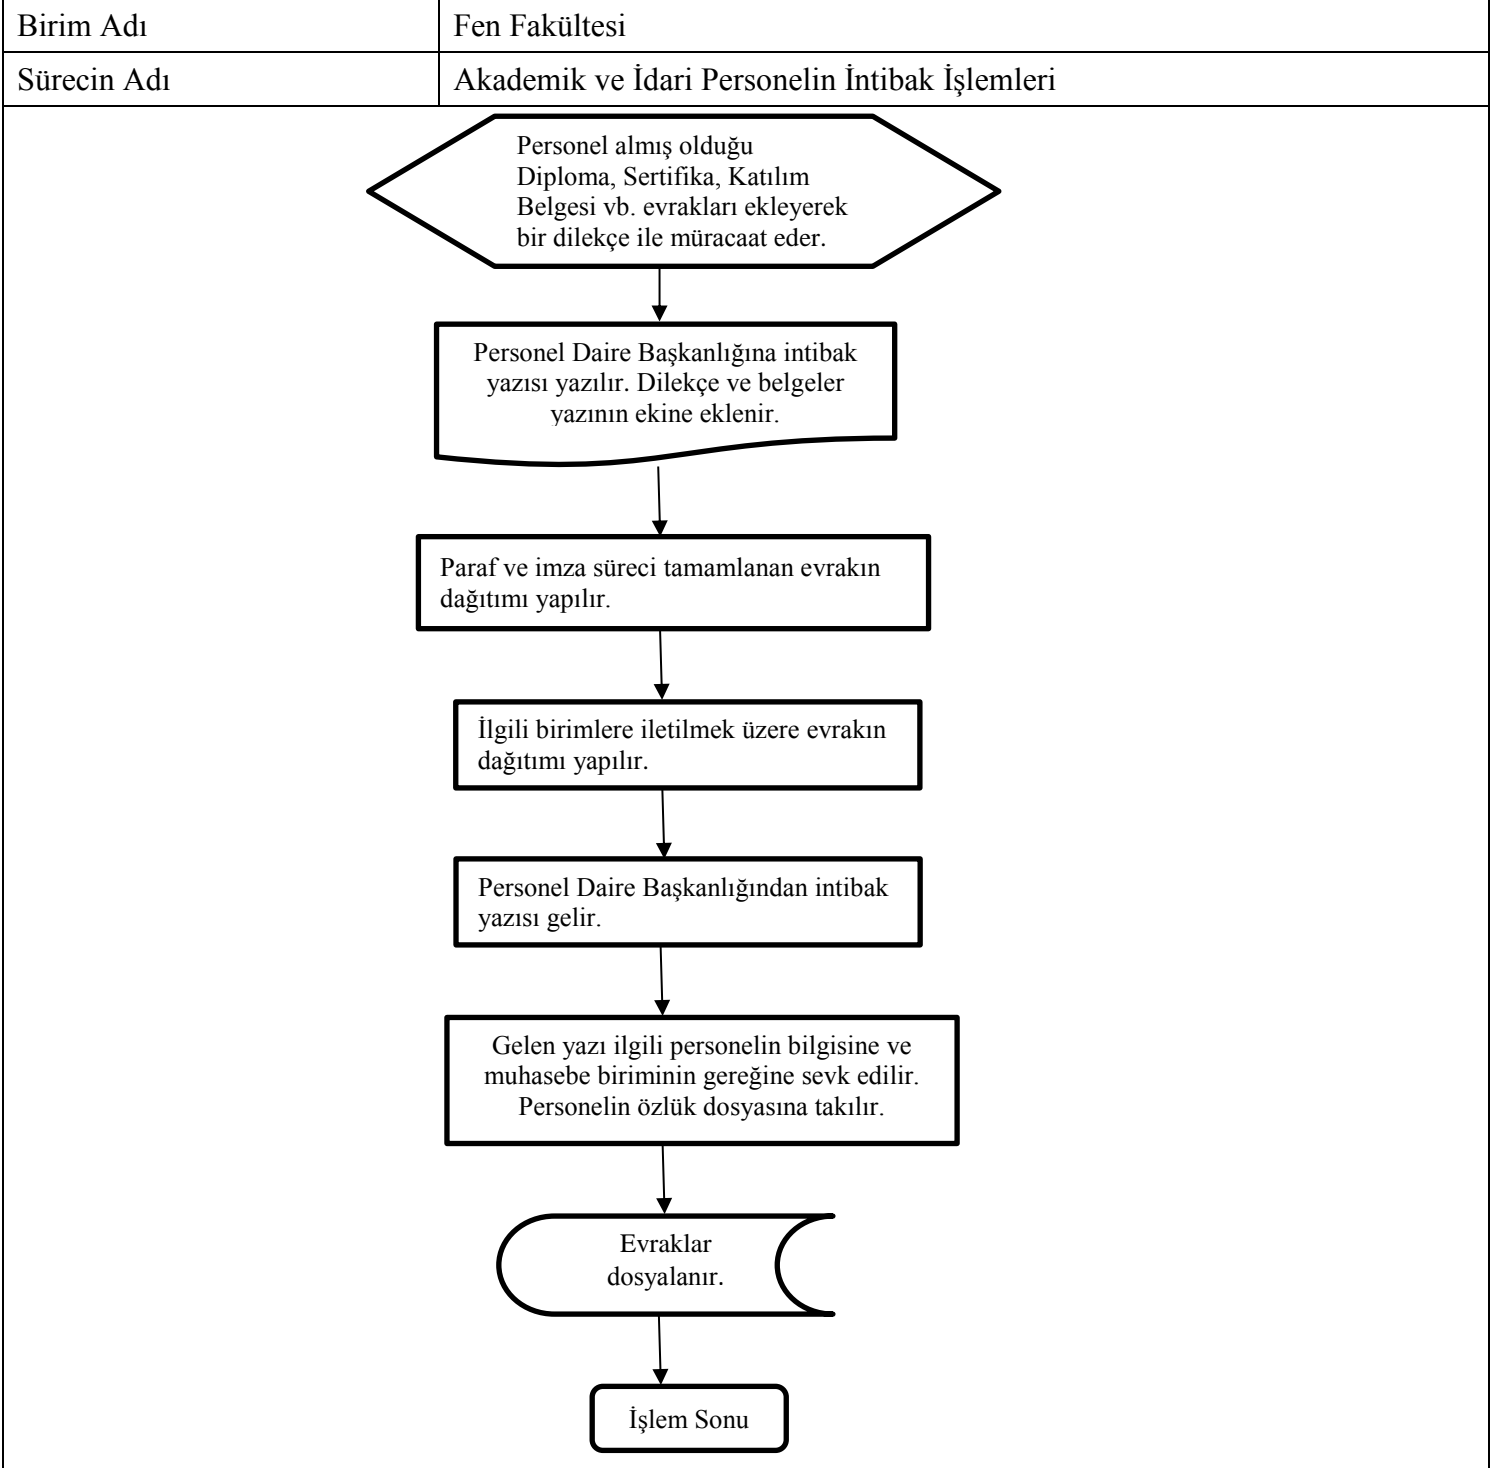 Birim Adı
Fen Fakültesi
Sürecin Adı
Akademik ve İdari Personelin İntibak İşlemleri
Personel almış olduğu
Diploma, Sertifika, Katılım
Belgesi vb. evrakları ekleyerek
bir dilekçe ile müracaat eder.
Personel Daire Başkanlığına intibak
yazısı yazılır. Dilekçe ve belgeler
yazının ekine eklenir.
Paraf ve imza süreci tamamlanan evrakın
dağıtımı yapılır.
İlgili birimlere iletilmek üzere evrakın
dağıtımı yapılır.
Personel Daire Başkanlığından intibak
yazısı gelir.
Gelen yazı ilgili personelin bilgisine ve
muhasebe biriminin gereğine sevk edilir.
Personelin özlük dosyasına takılır.
Evraklar
dosyalanır.
İşlem Sonu